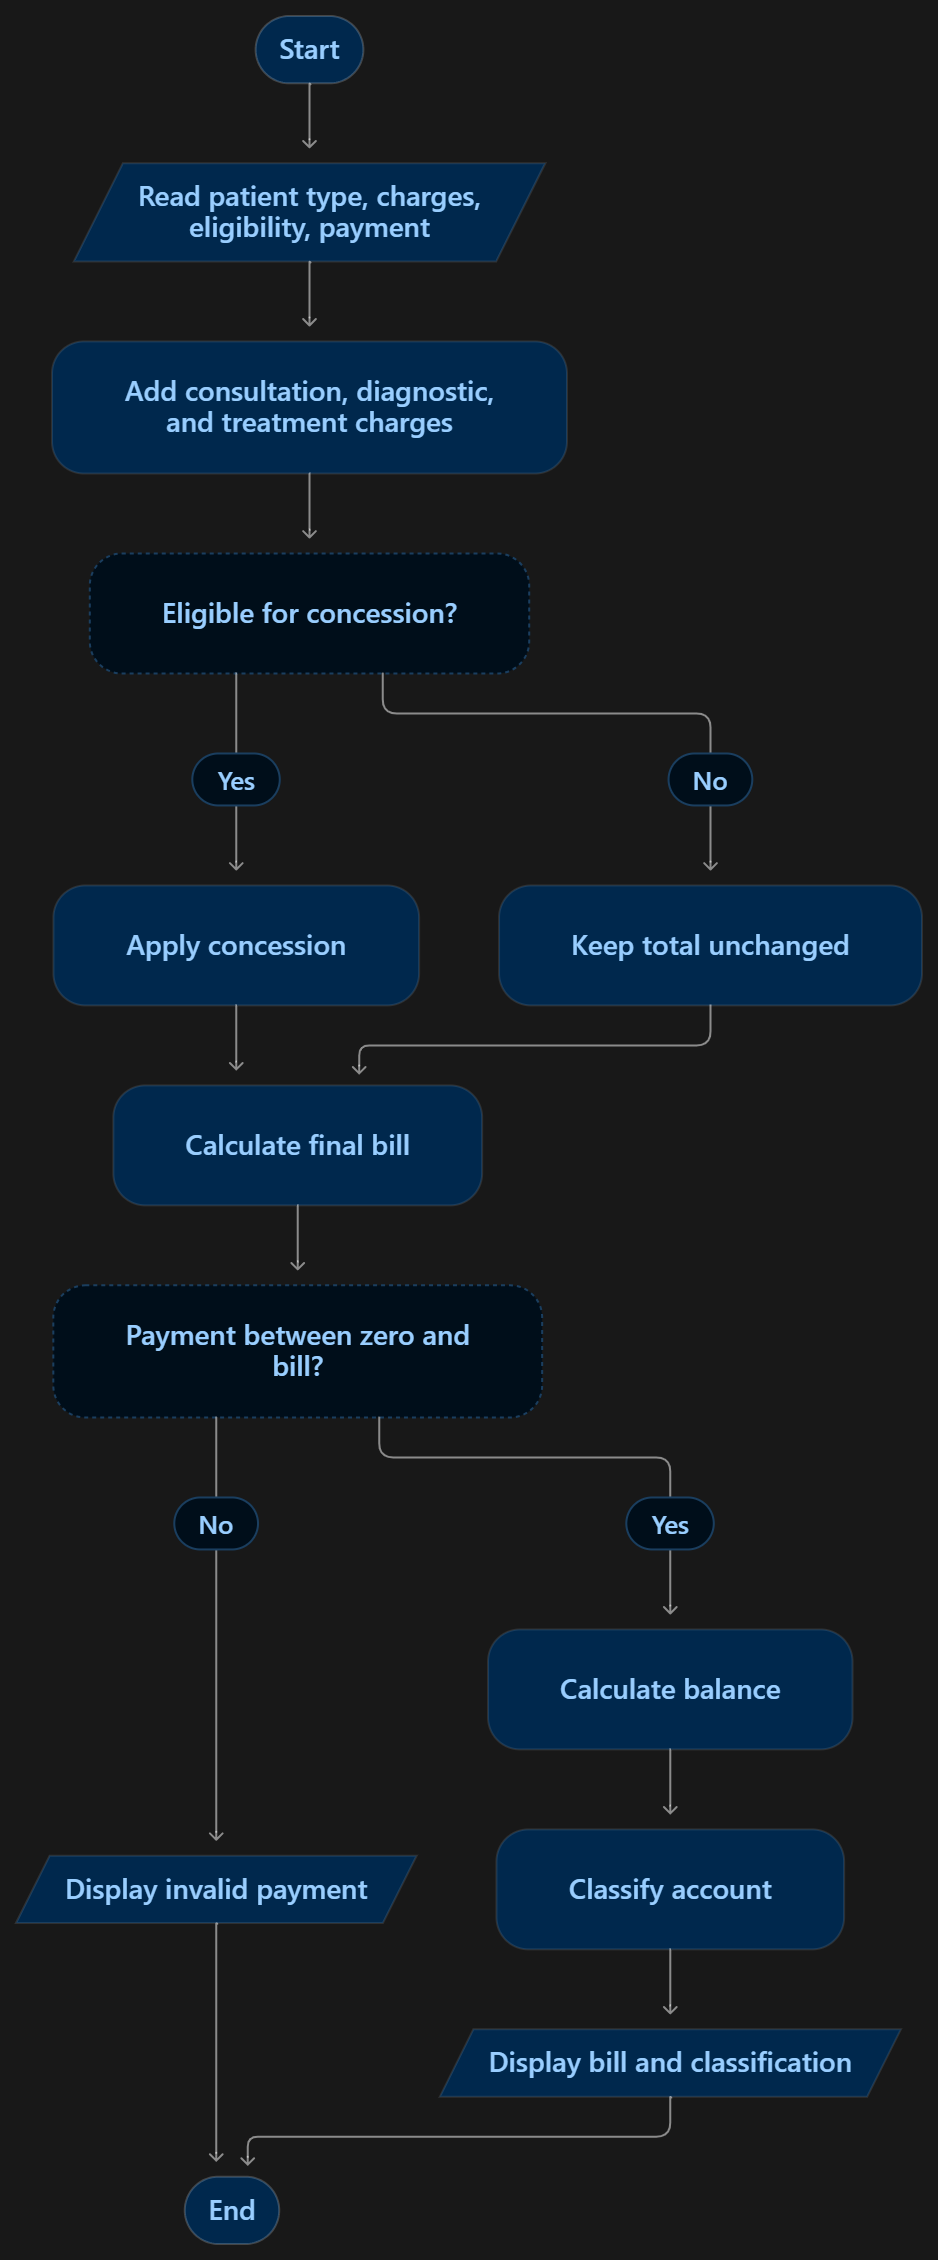 Start
Read patient type, charges,
eligibility, payment
Add consultation, diagnostic,
and treatment charges
Eligible for concession?
Yes
No
Apply concession
Keep total unchanged
Calculate final bill
Payment between zero and
bill?
No
Yes
Calculate balance
Display invalid payment
Classify account
Display bill and classification
End